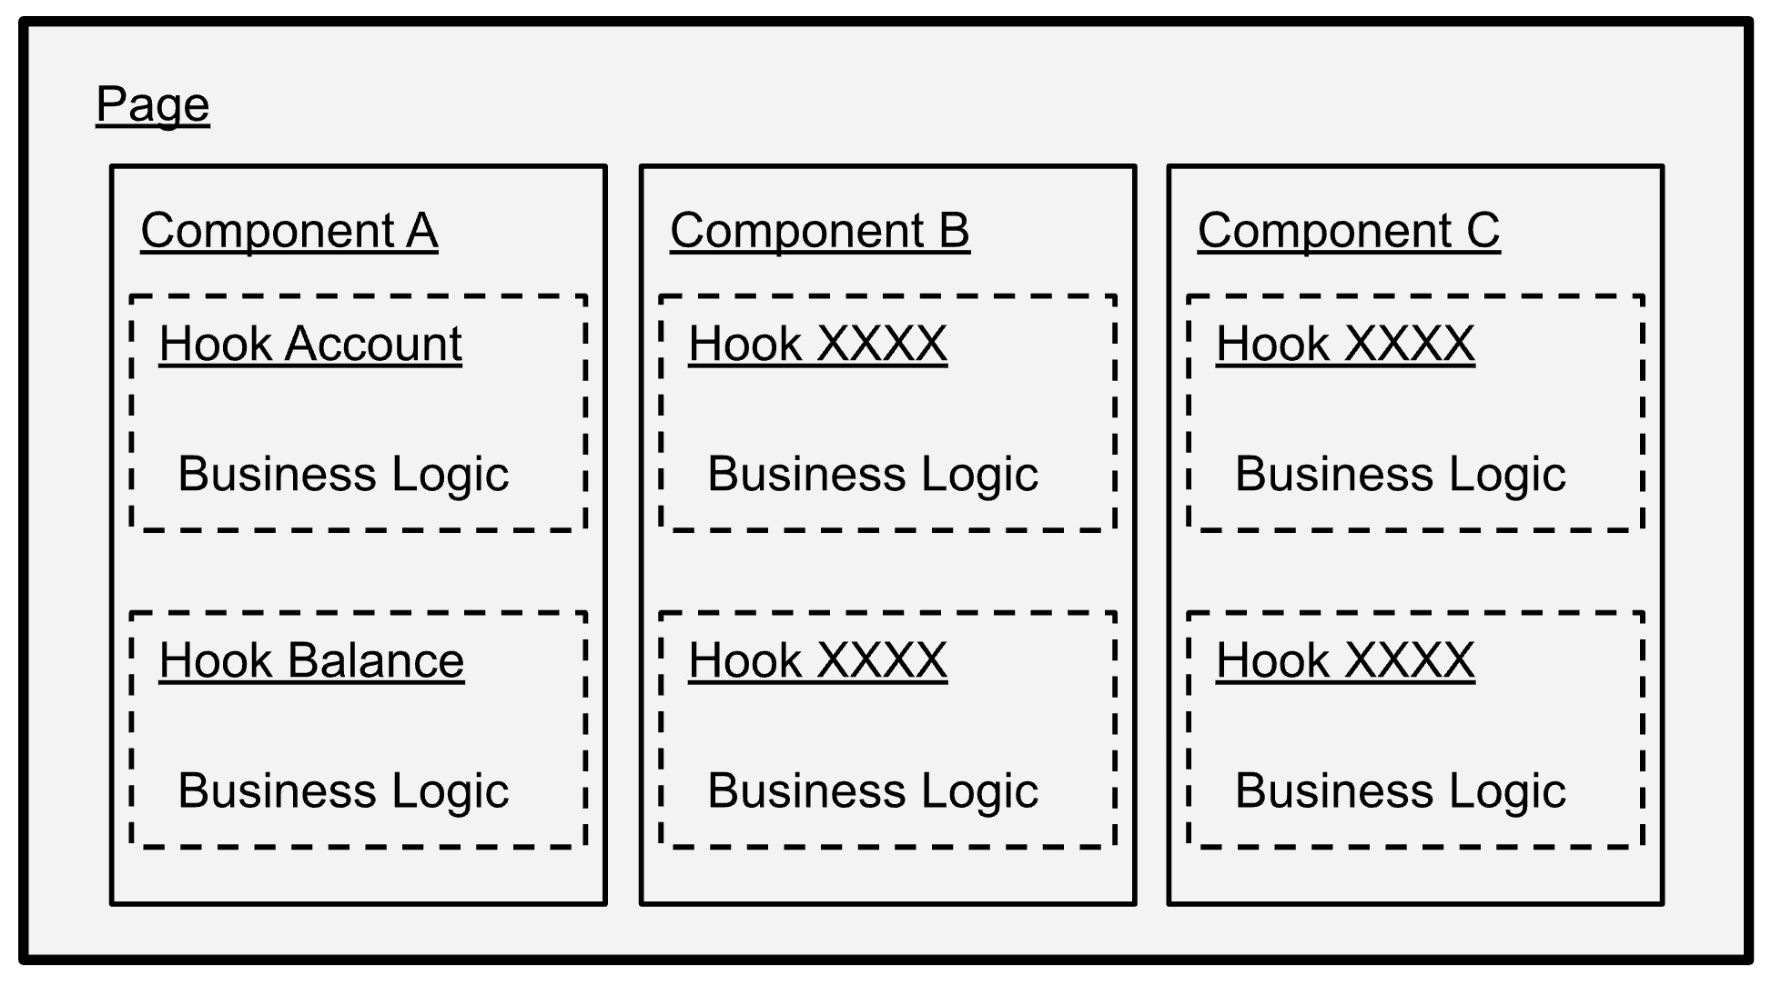 Page
Component A
Hook Account
Business Logic
Hook Balance
Business Logic
Component B
Hook XXXX
Business Logic
Hook XXXX
Business Logic
Component C
Hook XXXX
Business Logic
Hook XXXX
Business Logic